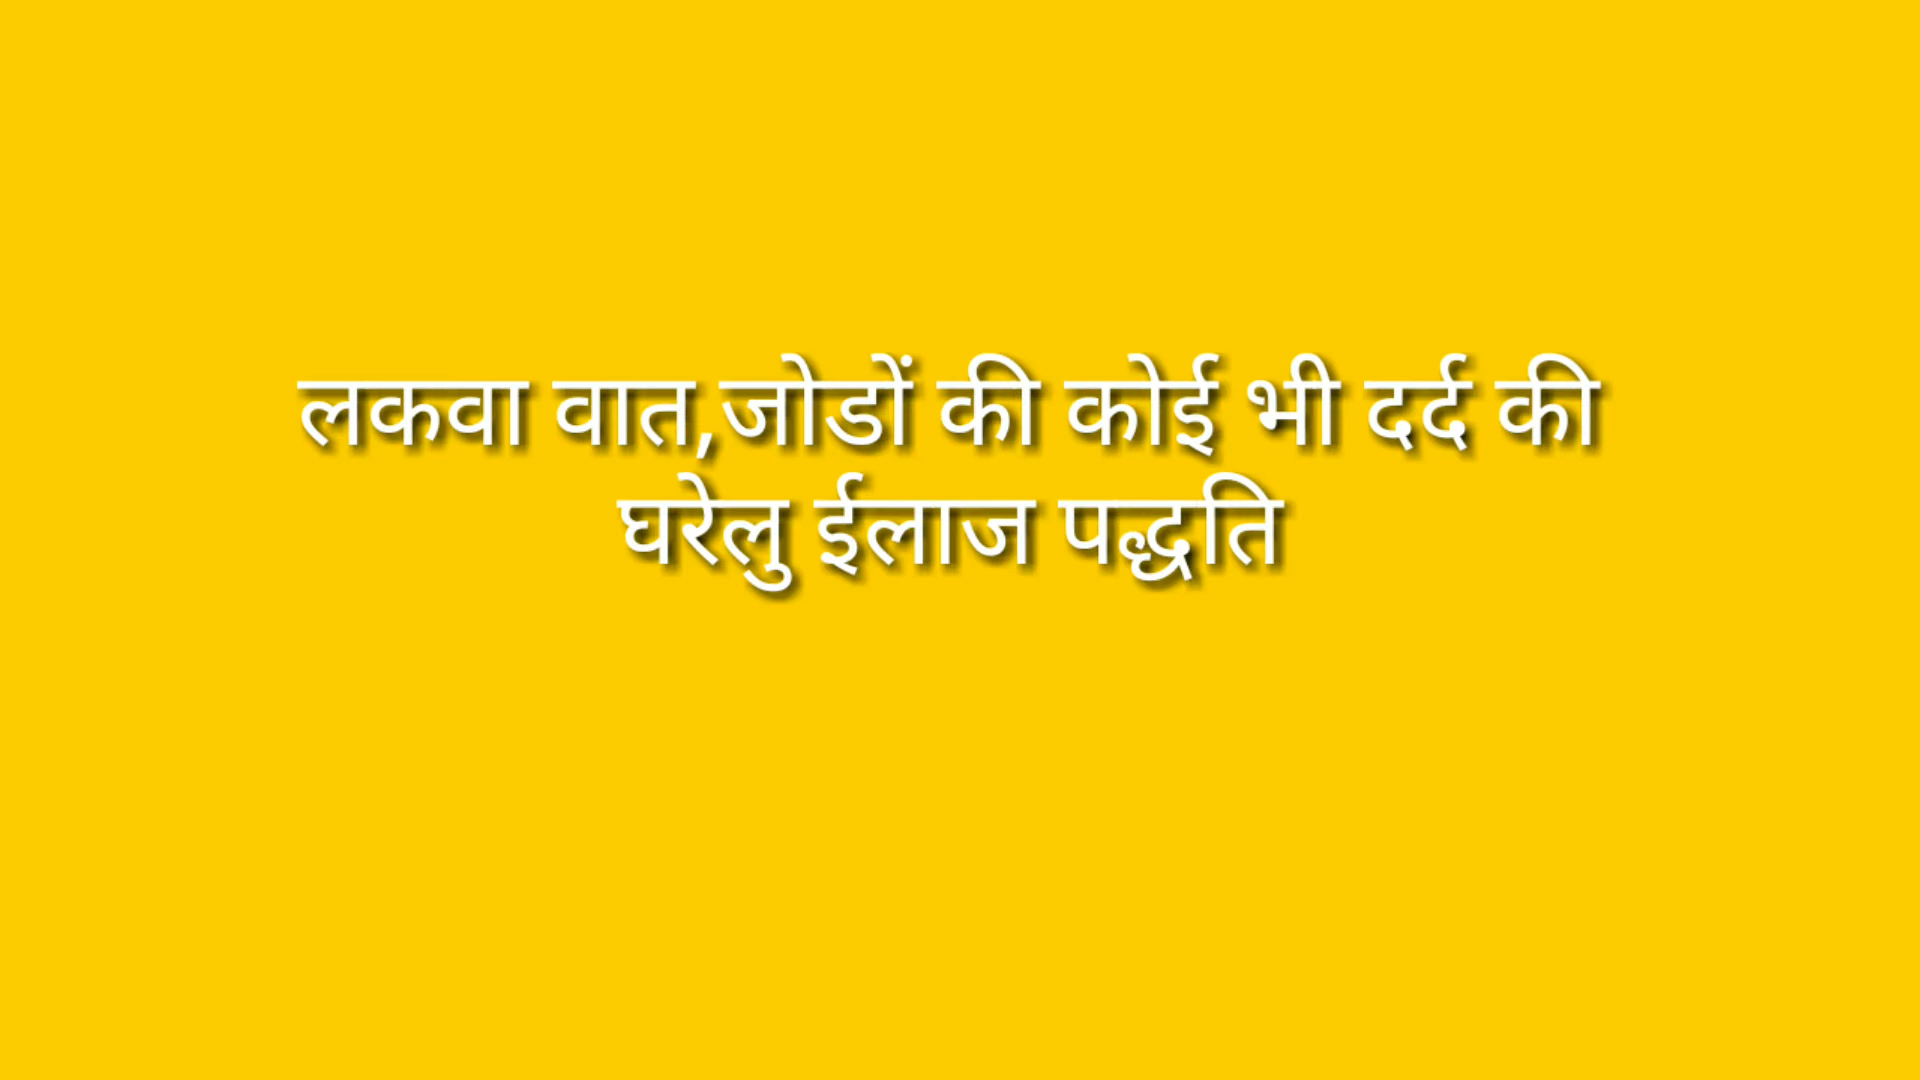 लकवा वात,जोडों की कोई भी दर्द की
घरेलु ईलाज पद्धति